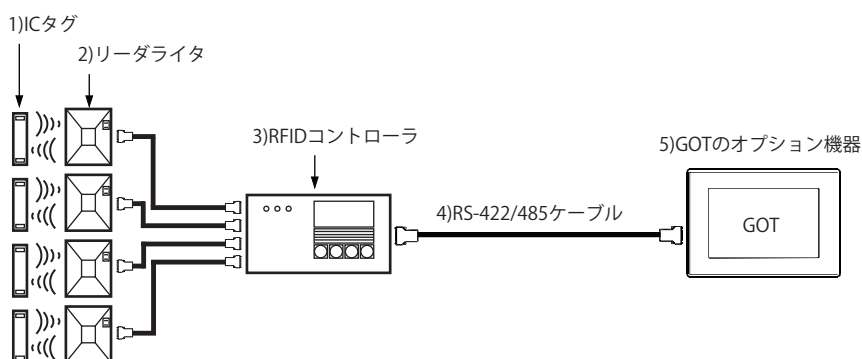 1)ICタグ
2)リーダライタ
3)RFIDコントローラ
4)RS-422/485ケーブル
5)GOTのオプション機器
GOT